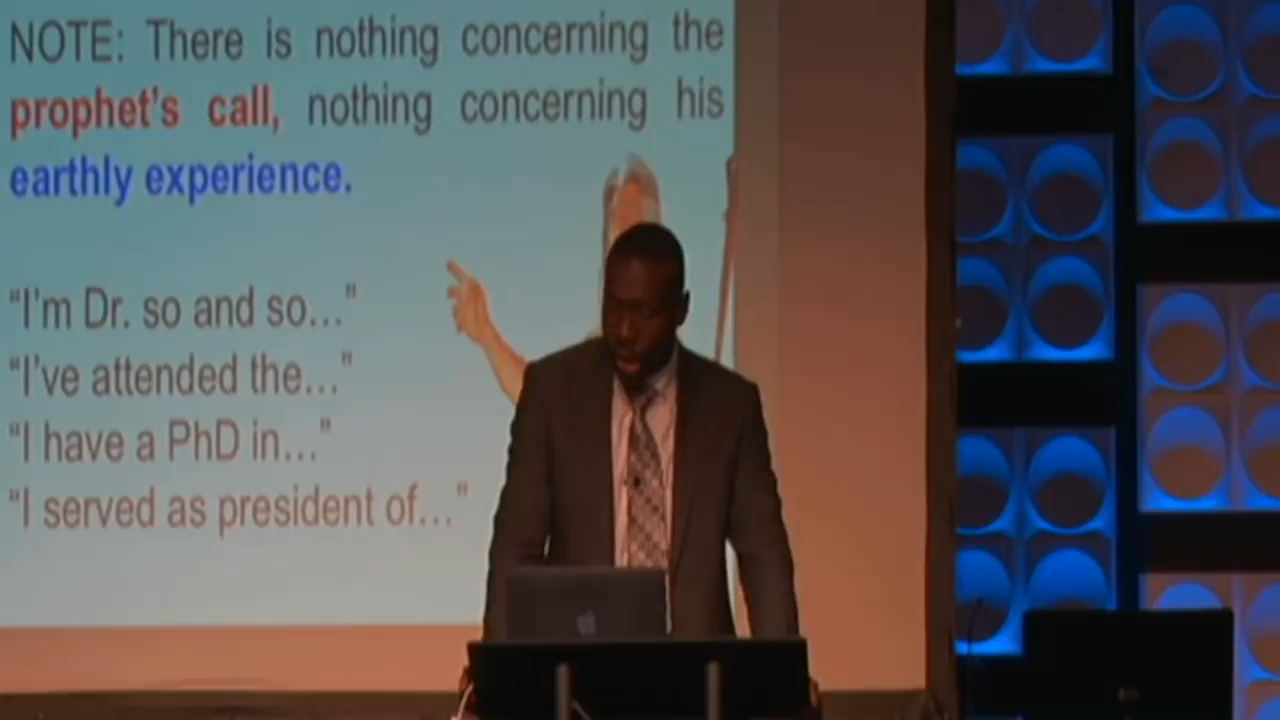 NOTE: There is nothing concerning the
prophet's call, nothing concerning his
earthly experience.
“I'm Dr. so and so...”
“I've attended the...”
“I have a PhD in...”
“I served as president of...”